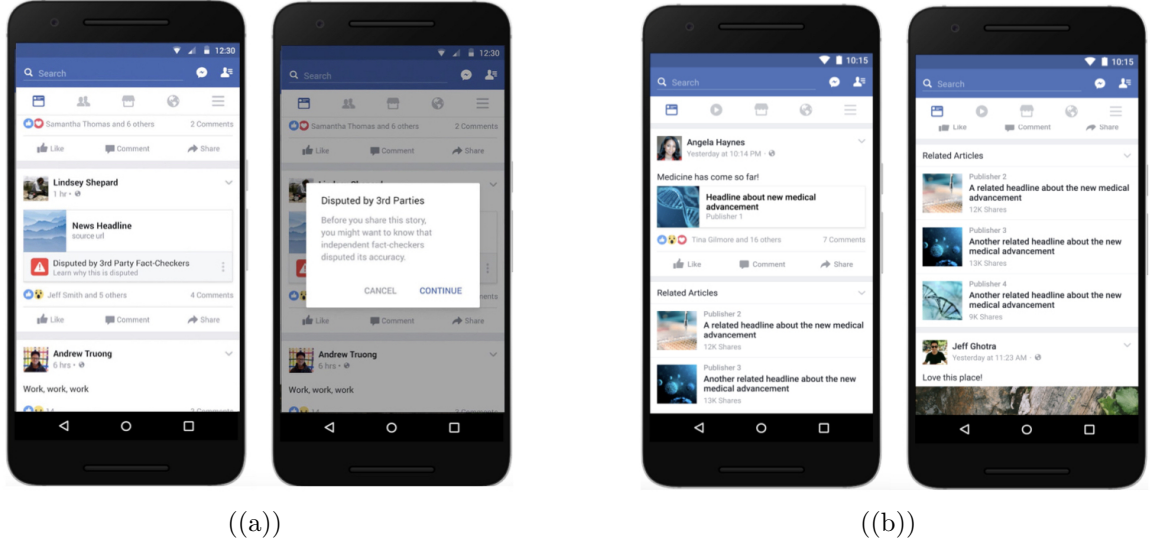 12:30
Search
Samantha Thomas and 6 others 2 Comments
Like Comment Share
Lindsey Shepard
1 hr
News Headline
source url
Disputed by 3rd Party Fact-Checkers
Learn why this is disputed
Jeff Smith and 5 others 4 Comments
Like Comment Share
Andrew Truong
6 hrs
Work, work, work
12:30
Search
Samantha Thomas and 6 others 2 Comments
Like Comment Share
Disputed by 3rd Parties
Before you share this story,
you might want to know that
independent fact-checkers
disputed its accuracy.
CANCEL CONTINUE
Like Comment Share
Andrew Truong
6 hrs
Work, work, work
((a))
10:15
Search
Angela Haynes
Yesterday at 10:14 PM
Medicine has come so far!
Headline about new medical
advancement
Publisher 1
Tina Gilmore and 16 others 7 Comments
Like Comment Share
Related Articles
Publisher 2
A related headline about the new medical
advancement
12K Shares
Publisher 3
Another related headline about the new
medical advancement
13K Shares
10:15
Search
Like Comment Share
Related Articles
Publisher 2
A related headline about the new medical
advancement
12K Shares
Publisher 3
Another related headline about the new
medical advancement
13K Shares
Publisher 4
Another related headline about the new
medical advancement
9K Shares
Jeff Ghotra
Yesterday at 11:23 AM
Love this place!
((b))